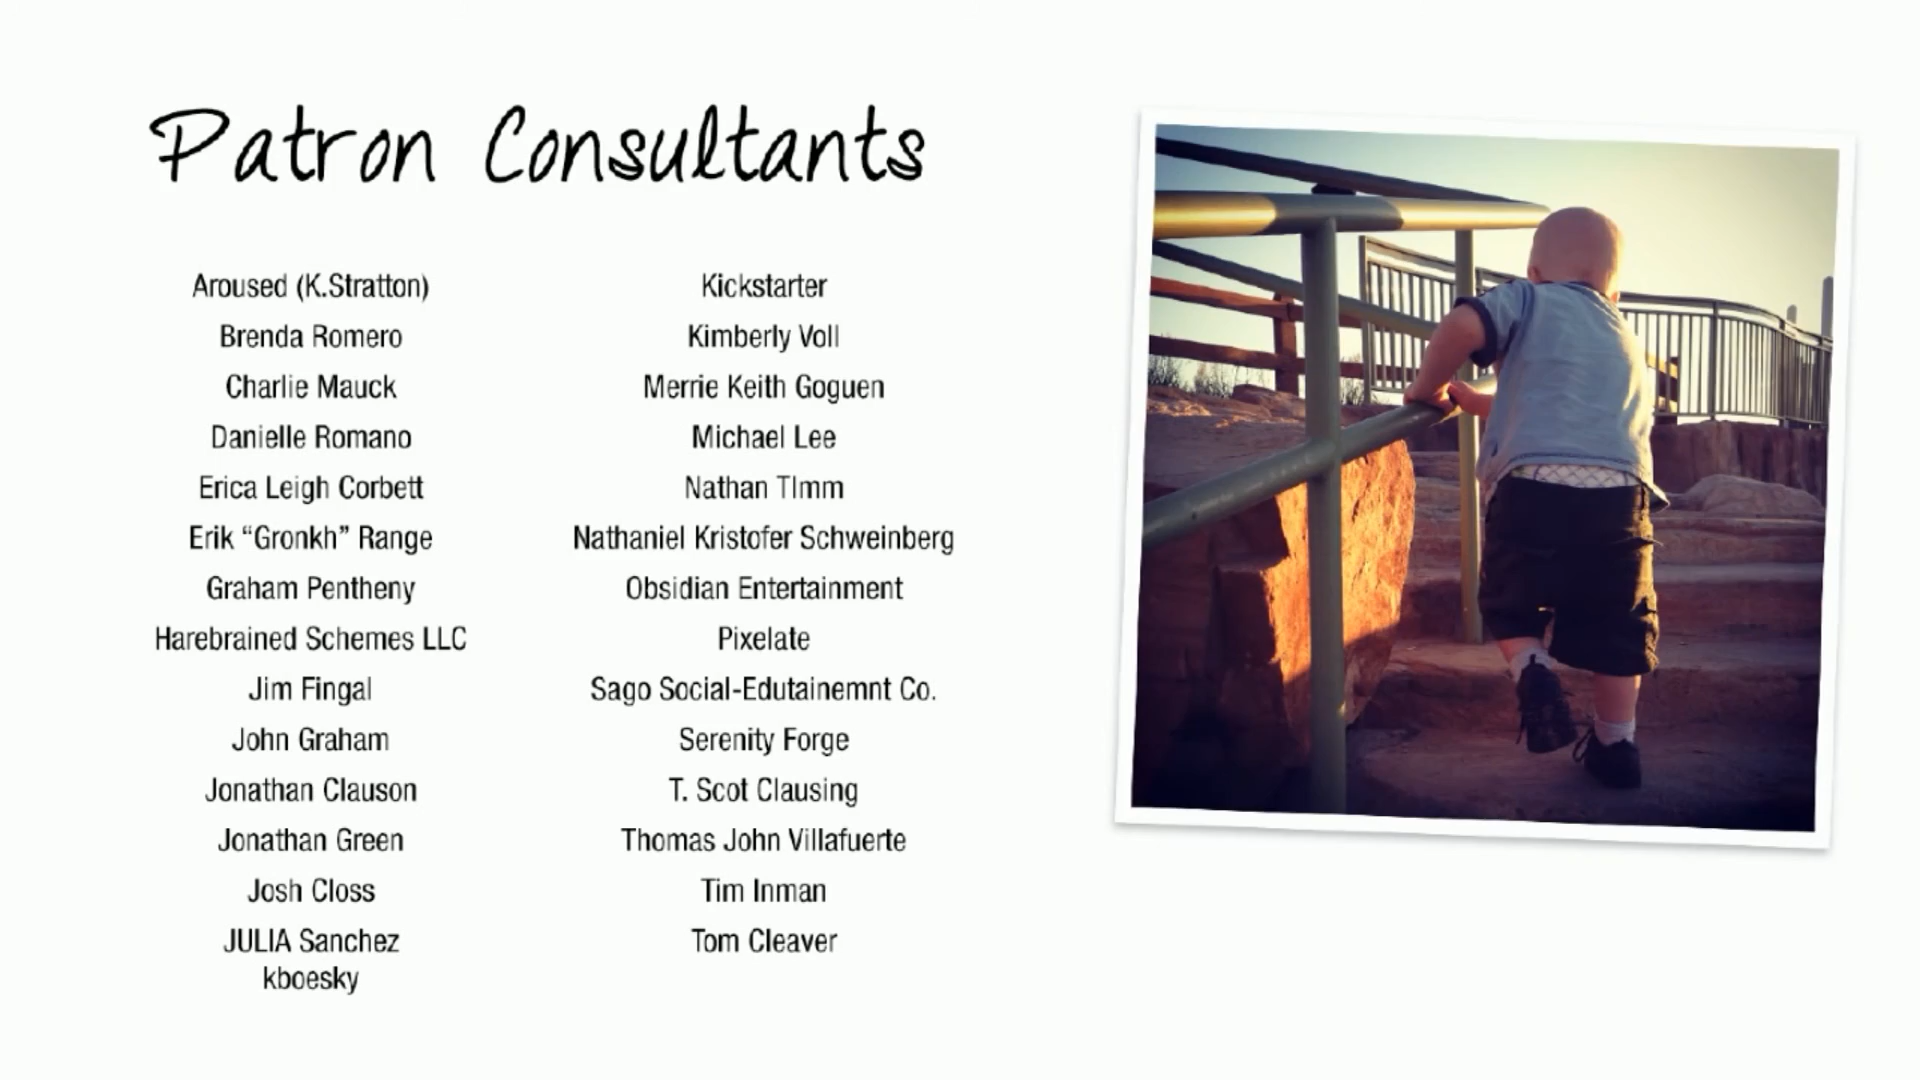 Patron Consultants
Aroused (K.Stratton)
Brenda Romero
Charlie Mauck
Danielle Romano
Erica Leigh Corbett
Erik “Gronkh” Range
Graham Pentheny
Harebrained Schemes LLC
Jim Fingal
John Graham
Jonathan Clauson
Jonathan Green
Josh Closs
JULIA Sanchez
kboesky
Kickstarter
Kimberly Voll
Merrie Keith Goguen
Michael Lee
Nathan TImm
Nathaniel Kristofer Schweinberg
Obsidian Entertainment
Pixelate
Sago Social-Edutainemnt Co.
Serenity Forge
T. Scot Clausing
Thomas John Villafuerte
Tim Inman
Tom Cleaver